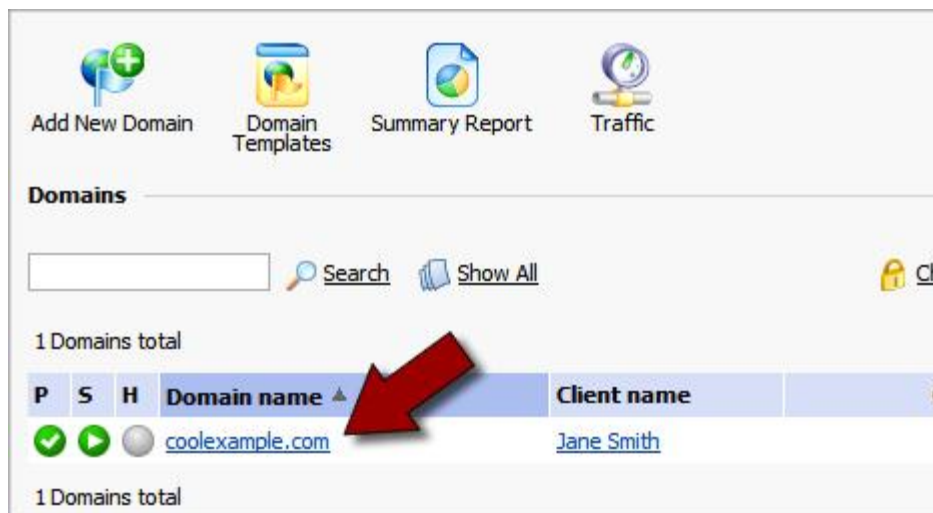 Add New Domain
Domain Templates
Summary Report
Traffic
Domains
Search
Show All
1 Domains total
P S H Domain name Client name
coolexample.com Jane Smith
1 Domains total